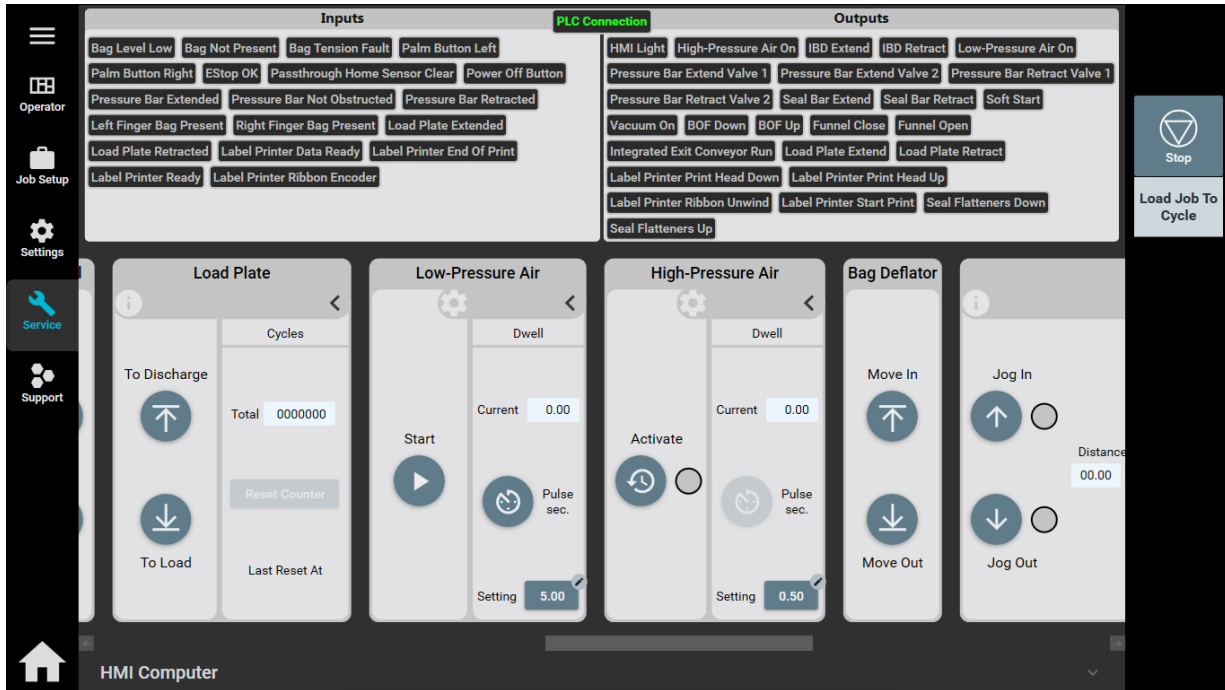 Inputs
PLC Connection
Outputs
Bag Level Low Bag Not Present Bag Tension Fault Palm Button Left
Palm Button Right EStop OK Passthrough Home Sensor Clear Power Off Button
Pressure Bar Extended Pressure Bar Not Obstructed Pressure Bar Retracted
Left Finger Bag Present Right Finger Bag Present Load Plate Extended
Load Plate Retracted Label Printer Data Ready Label Printer End Of Print
Label Printer Ready Label Printer Ribbon Encoder
HMI Light High-Pressure Air On IBD Extend IBD Retract Low-Pressure Air On
Pressure Bar Extend Valve 1 Pressure Bar Extend Valve 2 Pressure Bar Retract Valve 1
Pressure Bar Retract Valve 2 Seal Bar Extend Seal Bar Retract Soft Start
Vacuum On BOF Down BOF Up Funnel Close Funnel Open
Integrated Exit Conveyor Run Load Plate Extend Load Plate Retract
Label Printer Print Head Down Label Printer Print Head Up
Label Printer Ribbon Unwind Label Printer Start Print Seal Flatteners Down
Seal Flatteners Up
Operator
Job Setup
Settings
Service
Support
Stop
Load Job To
Cycle
Load Plate
Cycles
To Discharge
Total 0000000
Reset Counter
To Load
Last Reset At
Low-Pressure Air
Dwell
Current 0.00
Start
Pulse
sec.
Setting 5.00
High-Pressure Air
Dwell
Current 0.00
Activate
Pulse
sec.
Setting 0.50
Bag Deflator
Move In
Move Out
Jog In
Distance
00.00
Jog Out
HMI Computer